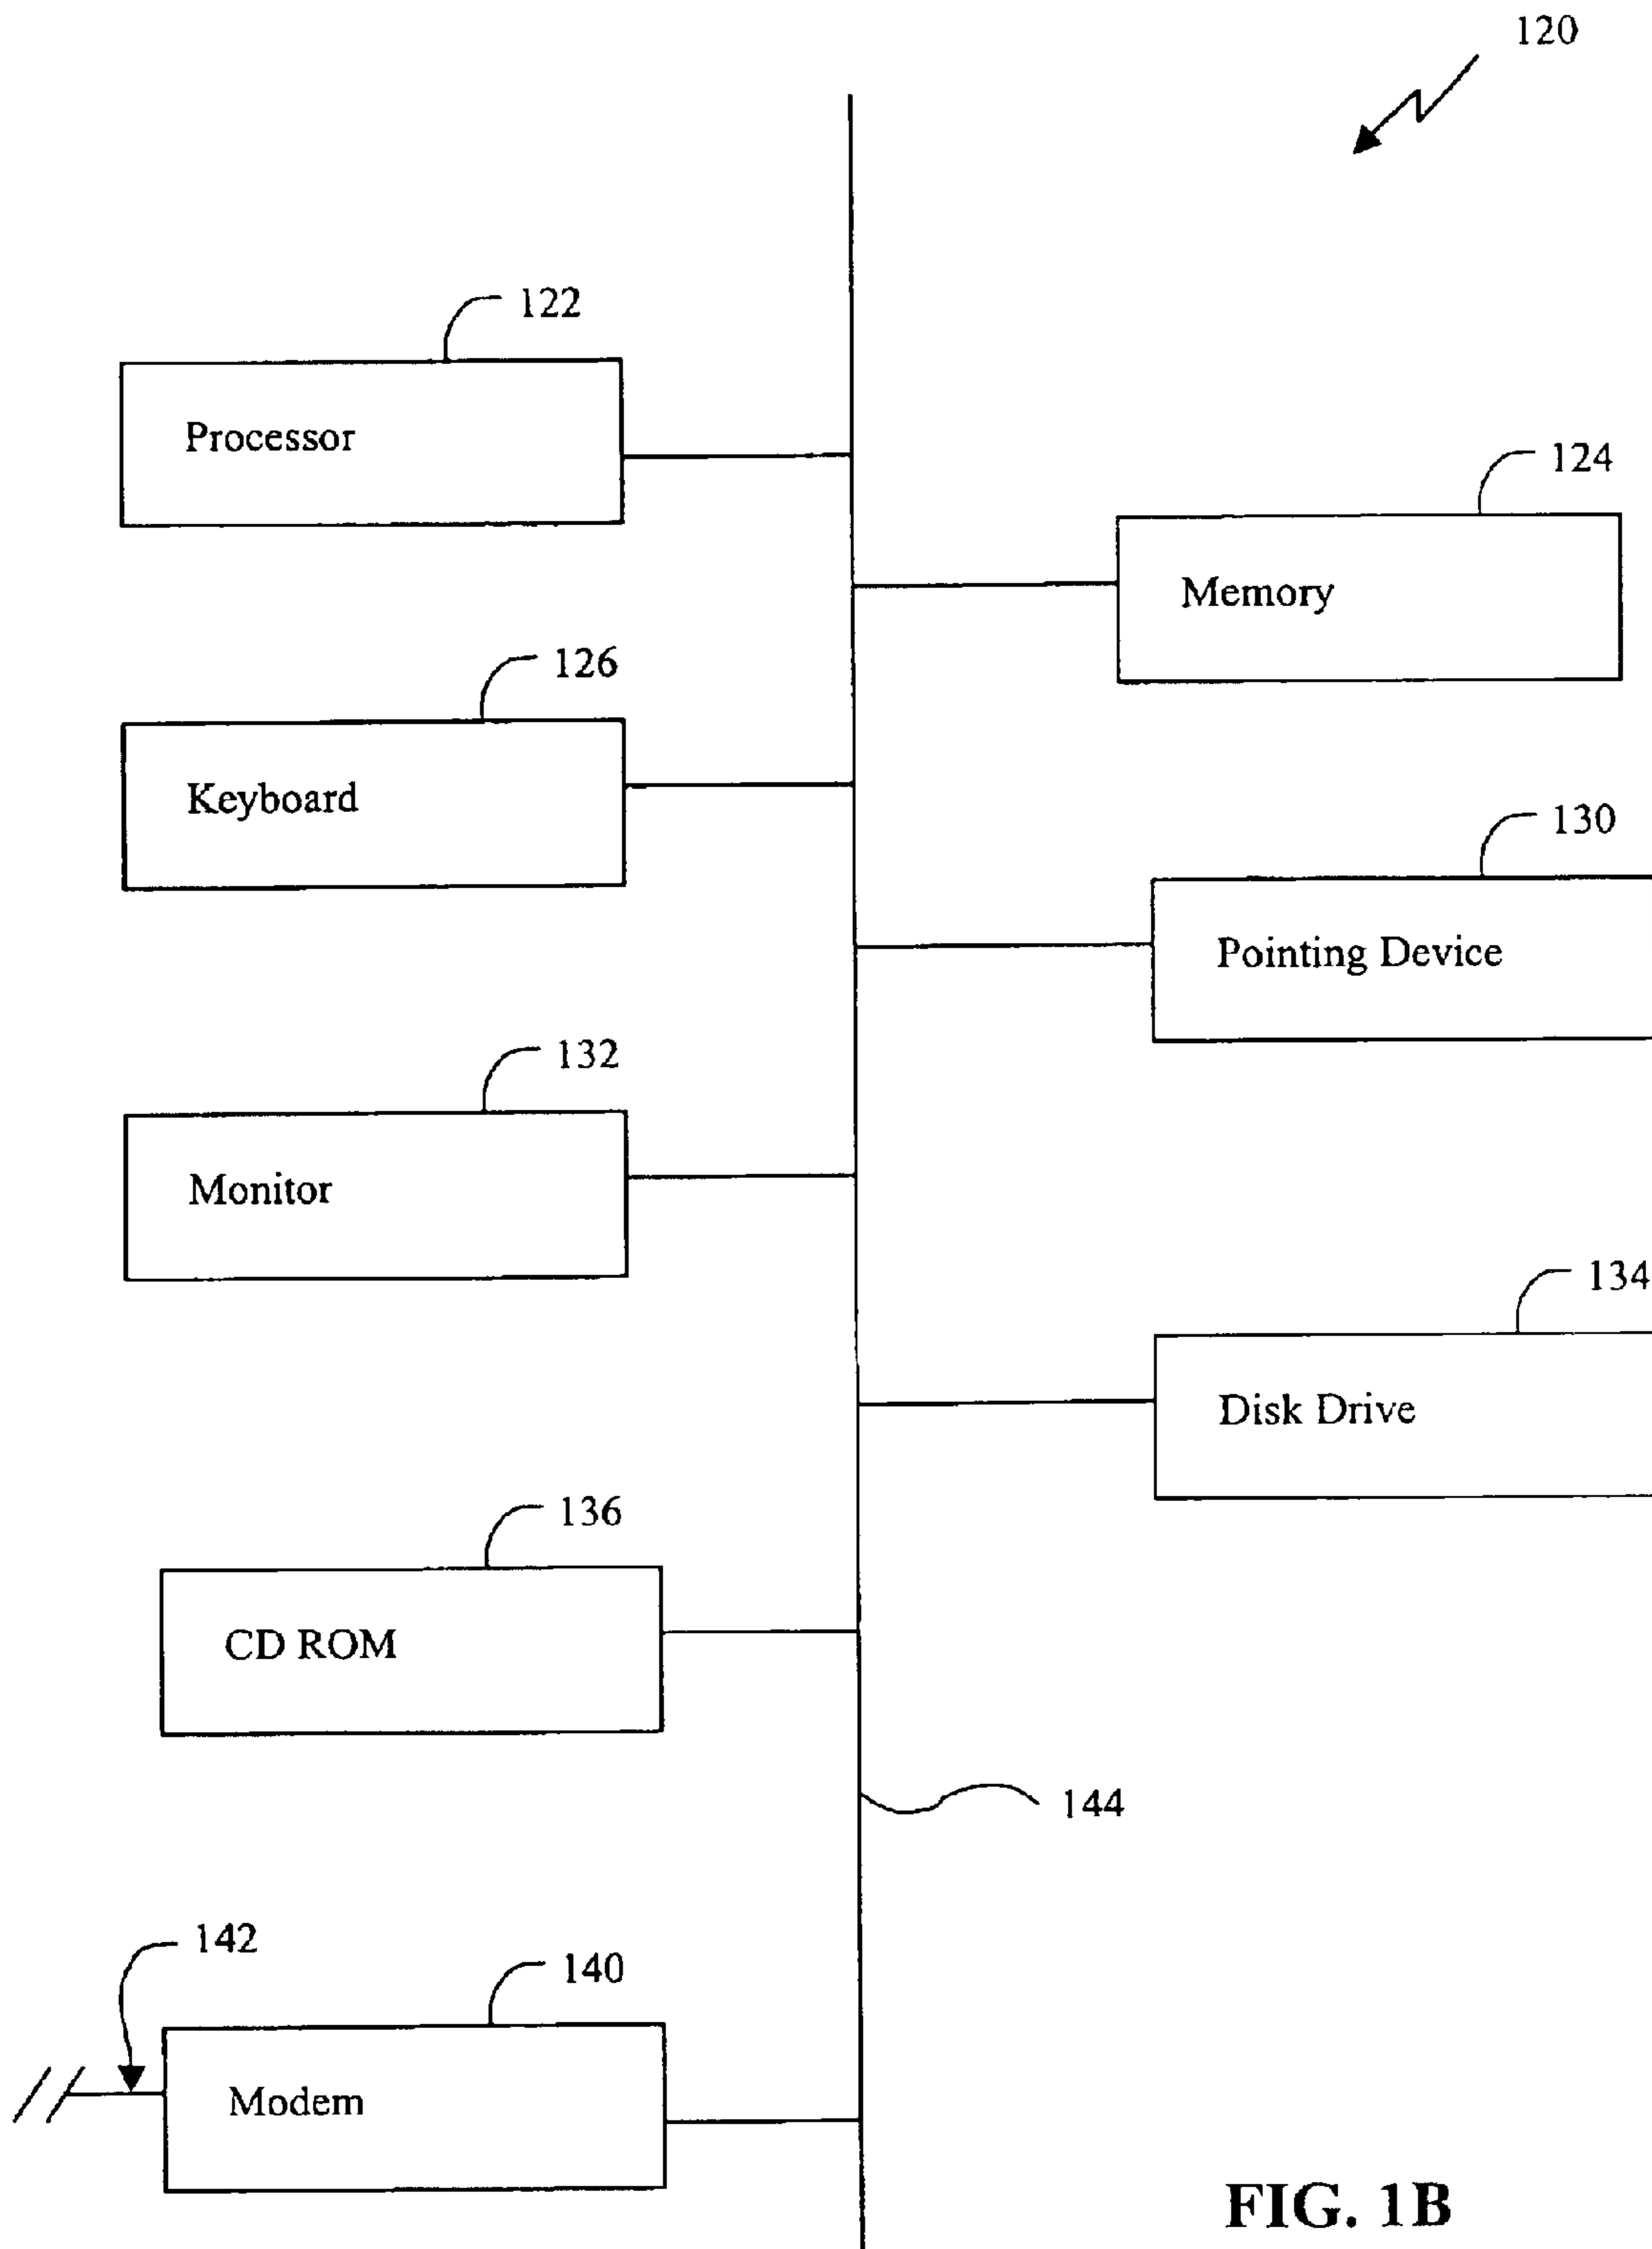 120
122
Processor
124
Memory
126
Keyboard
130
Pointing Device
132
Monitor
134
Disk Drive
136
CD ROM
144
142
140
Modem
FIG. 1B